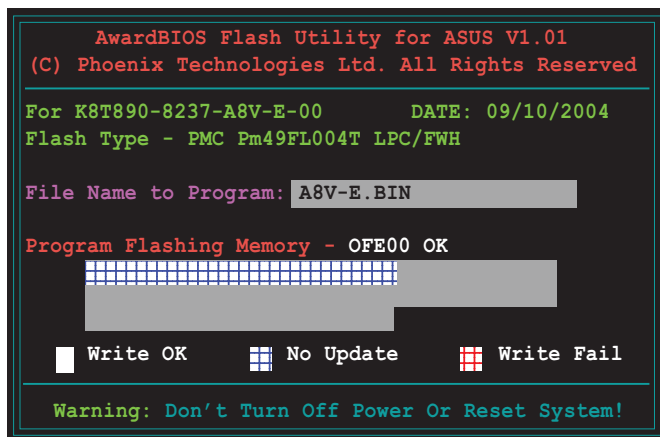 AwardBIOS Flash Utility for ASUS V1.01
(C) Phoenix Technologies Ltd. All Rights Reserved
For K8T890-8237-A8V-E-00 DATE: 09/10/2004
Flash Type - PMC Pm49FL004T LPC/FWH
File Name to Program: A8V-E.BIN
Program Flashing Memory - OFE00 OK
Write OK No Update Write Fail
Warning: Don't Turn Off Power Or Reset System!